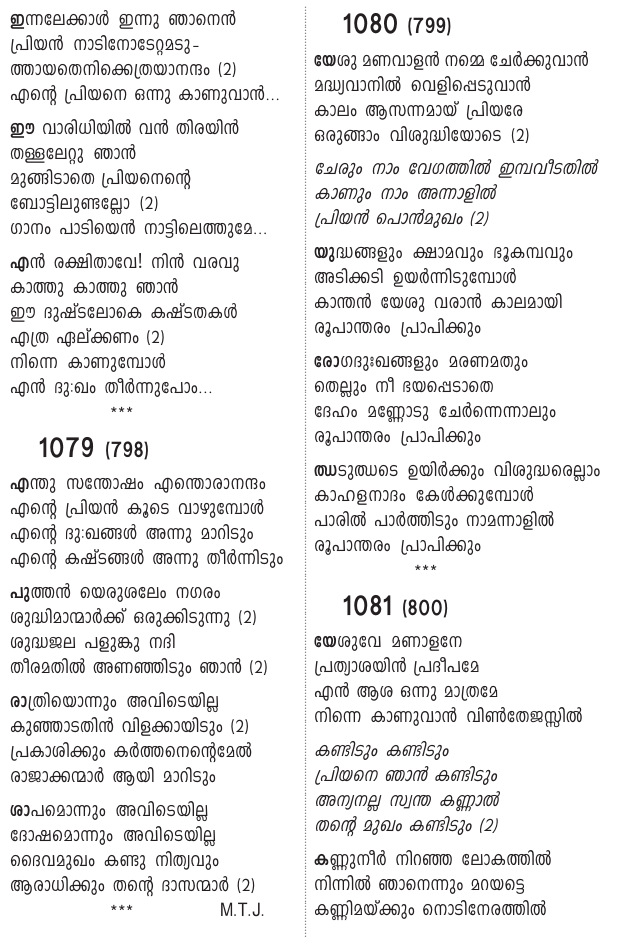 ഇന്നലേക്കാൾ ഇന്നു ഞാനെൻ
പ്രിയൻ നാടിനോടേറ്റമടു-
ത്തായതെനിക്കെത്രയാനന്ദം (2)
എന്റെ പ്രിയനെ ഒന്നു കാണുവാൻ...
ഈ വാരിധിയിൽ വൻ തിരയിൻ
തള്ളലേറ്റു ഞാൻ
മുങ്ങിടാതെ പ്രിയനെന്റെ
ബോട്ടിലുണ്ടല്ലോ (2)
ഗാനം പാടിയെൻ നാട്ടിലെത്തുമേ...
എൻ രക്ഷിതാവേ! നിൻ വരവു
കാത്തു കാത്തു ഞാൻ
ഈ ദുഷ്ടലോകെ കഷ്ടതകൾ
എത്ര ഏല്ക്കണം (2)
നിന്നെ കാണുമ്പോൾ
എൻ ദു:ഖം തീർന്നുപോം...
***
1079 (798)
എന്തു സന്തോഷം എന്തൊരാനന്ദം
എന്റെ പ്രിയൻ കൂടെ വാഴുമ്പോൾ
എന്റെ ദു:ഖങ്ങൾ അന്നു മാറിടും
എന്റെ കഷ്ടങ്ങൾ അന്നു തീർന്നിടും
പുത്തൻ യെരുശലേം നഗരം
ശുദ്ധിമാന്മാർക്ക് ഒരുക്കിടുന്നു (2)
ശുദ്ധജല പളുങ്കു നദി
തീരമതിൽ അണഞ്ഞിടും ഞാൻ (2)
രാത്രിയൊന്നും അവിടെയില്ല
കുഞ്ഞാടതിൻ വിളക്കായിടും (2)
പ്രകാശിക്കും കർത്തനെന്റെമേൽ
രാജാക്കന്മാർ ആയി മാറിടും
ശാപമൊന്നും അവിടെയില്ല
ദോഷമൊന്നും അവിടെയില്ല
ദൈവമുഖം കണ്ടു നിത്യവും
ആരാധിക്കും തന്റെ ദാസന്മാർ (2)
*** M.T.J.
1080 (799)
യേശു മണവാളൻ നമ്മെ ചേർക്കുവാൻ
മദ്ധ്യവാനിൽ വെളിപ്പെടുവാൻ
കാലം ആസന്നമായ് പ്രിയരേ
ഒരുങ്ങാം വിശുദ്ധിയോടെ (2)
ചേരും നാം വേഗത്തിൽ ഇമ്പവീടതിൽ
കാണും നാം അന്നാളിൽ
പ്രിയൻ പൊൻമുഖം (2)
യുദ്ധങ്ങളും ക്ഷാമവും ഭൂകമ്പവും
അടിക്കടി ഉയർന്നിടുമ്പോൾ
കാന്തൻ യേശു വരാൻ കാലമായി
രൂപാന്തരം പ്രാപിക്കും
രോഗദുഃഖങ്ങളും മരണമതും
തെല്ലും നീ ഭയപ്പെടാതെ
ദേഹം മണ്ണോടു ചേർന്നെന്നാലും
രൂപാന്തരം പ്രാപിക്കും
ഝടുഝടെ ഉയിർക്കും വിശുദ്ധരെല്ലാം
കാഹളനാദം കേൾക്കുമ്പോൾ
പാരിൽ പാർത്തിടും നാമന്നാളിൽ
രൂപാന്തരം പ്രാപിക്കും
***
1081 (800)
യേശുവേ മണാളനേ
പ്രത്യാശയിൻ പ്രദീപമേ
എൻ ആശ ഒന്നു മാത്രമേ
നിന്നെ കാണുവാൻ വിൺതേജസ്സിൽ
കണ്ടിടും കണ്ടിടും
പ്രിയനെ ഞാൻ കണ്ടിടും
അന്യനല്ല സ്വന്ത കണ്ണാൽ
തന്റെ മുഖം കണ്ടിടും (2)
കണ്ണുനീർ നിറഞ്ഞ ലോകത്തിൽ
നിന്നിൽ ഞാനെന്നും മറയട്ടെ
കണ്ണിമയ്ക്കും നൊടിനേരത്തിൽ